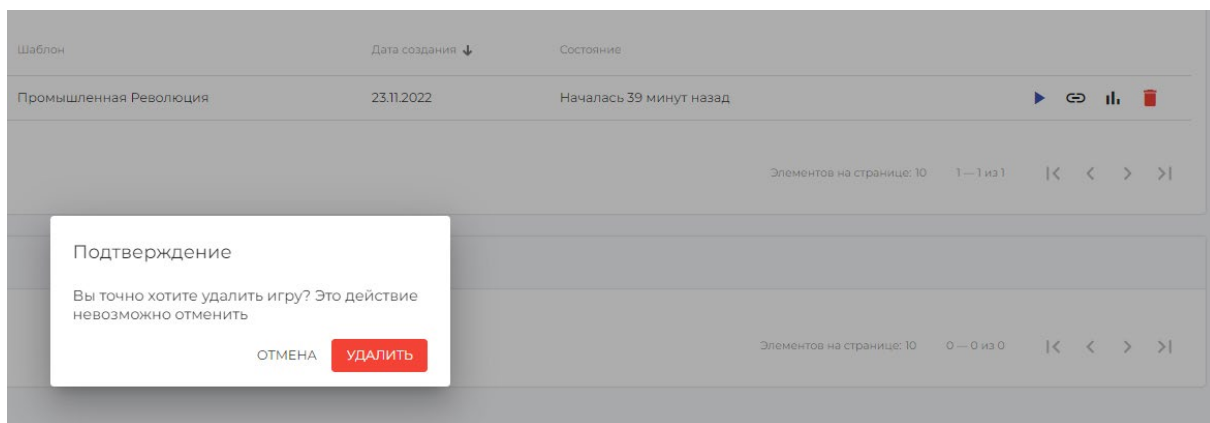 Шаблон Дата создания Состояние
Промышленная Революция 23.11.2022 Началась 39 минут назад
Элементов на странице: 10 1 — 1 из 1
Подтверждение
Вы точно хотите удалить игру? Это действие
невозможно отменить
ОТМЕНА УДАЛИТЬ
Элементов на странице: 10 0 — 0 из 0